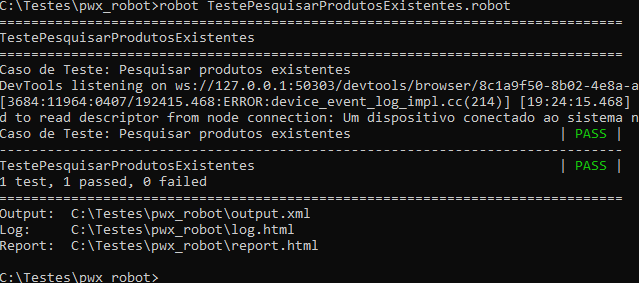 C:\Testes\pwx_robot>robot TestePesquisarProdutosExistentes.robot
==============================================================================
TestePesquisarProdutosExistentes
==============================================================================
Caso de Teste: Pesquisar produtos existentes
DevTools listening on ws://127.0.0.1:50303/devtools/browser/8c1a9f50-8b02-4e8a-a
[3684:11964:0407/192415.468:ERROR:device_event_log_impl.cc(214)] [19:24:15.468]
d to read descriptor from node connection: Um dispositivo conectado ao sistema n
Caso de Teste: Pesquisar produtos existentes | PASS |
------------------------------------------------------------------------------
TestePesquisarProdutosExistentes | PASS |
1 test, 1 passed, 0 failed
==============================================================================
Output:  C:\Testes\pwx_robot\output.xml
Log:     C:\Testes\pwx_robot\log.html
Report:  C:\Testes\pwx_robot\report.html
C:\Testes\pwx_robot>